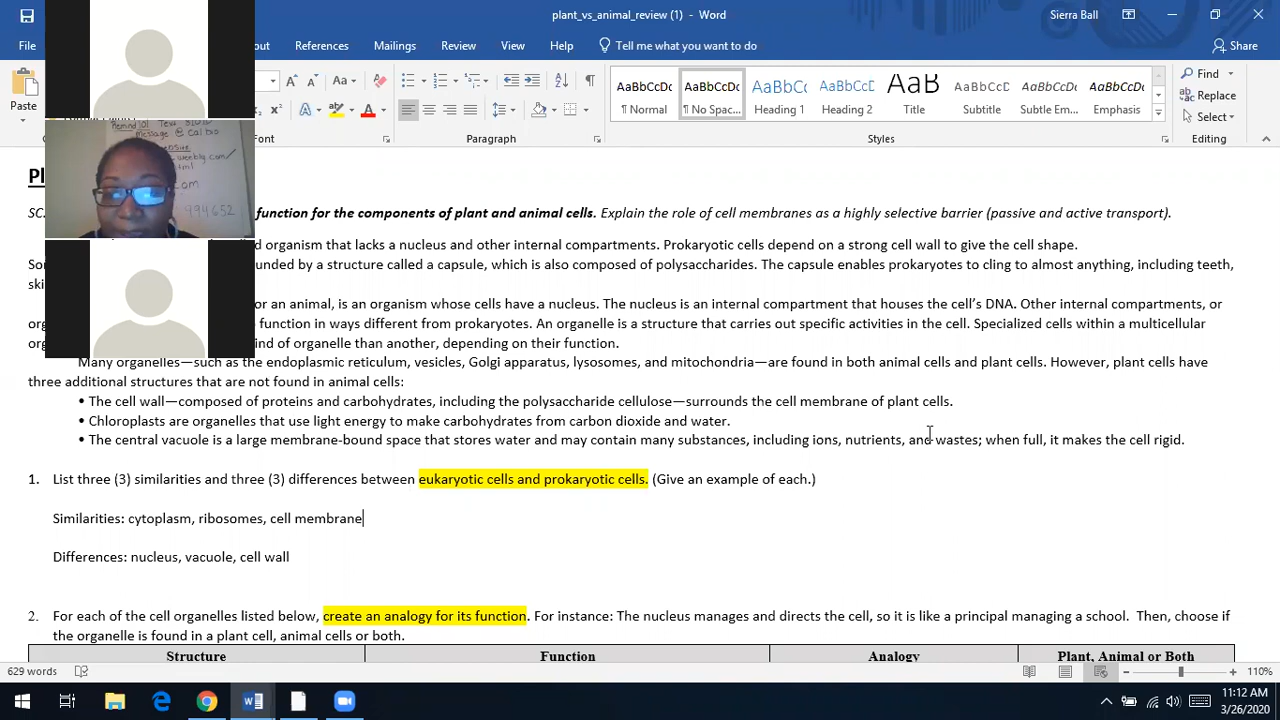 plant_vs_animal_review (1) - Word
Sierra Ball
File
References
Mailings
Review
View
Help
Tell me what you want to do
Share
Paste
Aa
AaBbCcDc
AaBbCcDc
AaBbCc
AaBbCcD
AaB
AaBbCcD
AaBbCcDc
AaBbCcDc
¶ Normal
¶ No Spac...
Heading 1
Heading 2
Title
Subtitle
Subtle Em...
Emphasis
Find
Replace
Select
Paragraph
Styles
Editing
message @ cal bio
994652
function for the components of plant and animal cells. Explain the role of cell membranes as a highly selective barrier (passive and active transport).
organism that lacks a nucleus and other internal compartments. Prokaryotic cells depend on a strong cell wall to give the cell shape.
by a structure called a capsule, which is also composed of polysaccharides. The capsule enables prokaryotes to cling to almost anything, including teeth,
or an animal, is an organism whose cells have a nucleus. The nucleus is an internal compartment that houses the cell's DNA. Other internal compartments, or
function in ways different from prokaryotes. An organelle is a structure that carries out specific activities in the cell. Specialized cells within a multicellular
of organelle than another, depending on their function.
Many organelles—such as the endoplasmic reticulum, vesicles, Golgi apparatus, lysosomes, and mitochondria—are found in both animal cells and plant cells. However, plant cells have
three additional structures that are not found in animal cells:
• The cell wall—composed of proteins and carbohydrates, including the polysaccharide cellulose—surrounds the cell membrane of plant cells.
• Chloroplasts are organelles that use light energy to make carbohydrates from carbon dioxide and water.
• The central vacuole is a large membrane-bound space that stores water and may contain many substances, including ions, nutrients, and wastes; when full, it makes the cell rigid.
1. List three (3) similarities and three (3) differences between eukaryotic cells and prokaryotic cells. (Give an example of each.)
Similarities: cytoplasm, ribosomes, cell membrane
Differences: nucleus, vacuole, cell wall
2. For each of the cell organelles listed below, create an analogy for its function. For instance: The nucleus manages and directs the cell, so it is like a principal managing a school. Then, choose if
the organelle is found in a plant cell, animal cells or both.
Structure
Function
Analogy
Plant, Animal or Both
629 words
110%
11:12 AM
3/26/2020